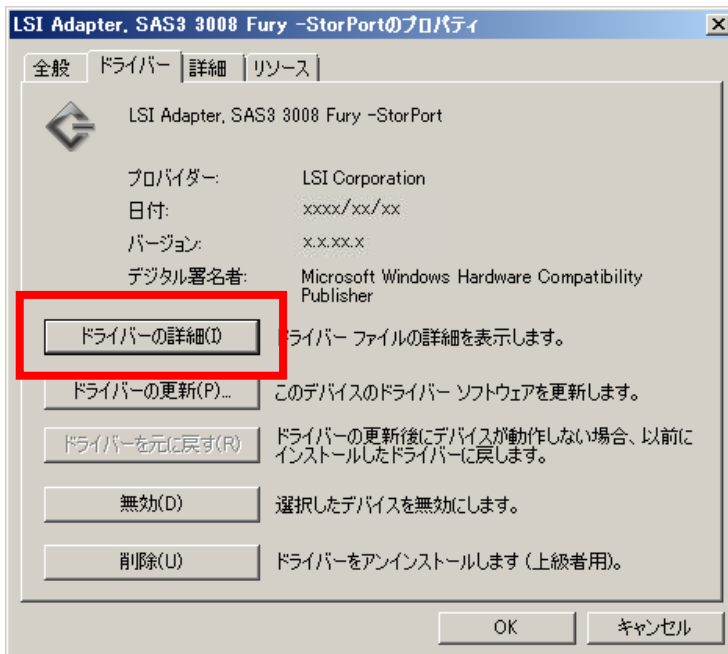 LSI Adapter, SAS3 3008 Fury -StorPortのプロパティ
全般 ドライバー 詳細 リソース
LSI Adapter, SAS3 3008 Fury -StorPort
プロバイダー: LSI Corporation
日付: xxxx/xx/xx
バージョン: x.x.xx.x
デジタル署名者: Microsoft Windows Hardware Compatibility
Publisher
ドライバーの詳細(I) ドライバー ファイルの詳細を表示します。
ドライバーの更新(P)... このデバイスのドライバー ソフトウェアを更新します。
ドライバーを元に戻す(R) ドライバーの更新後にデバイスが動作しない場合、以前に
インストールしたドライバーに戻します。
無効(D) 選択したデバイスを無効にします。
削除(U) ドライバーをアンインストールします (上級者用)。
OK キャンセル